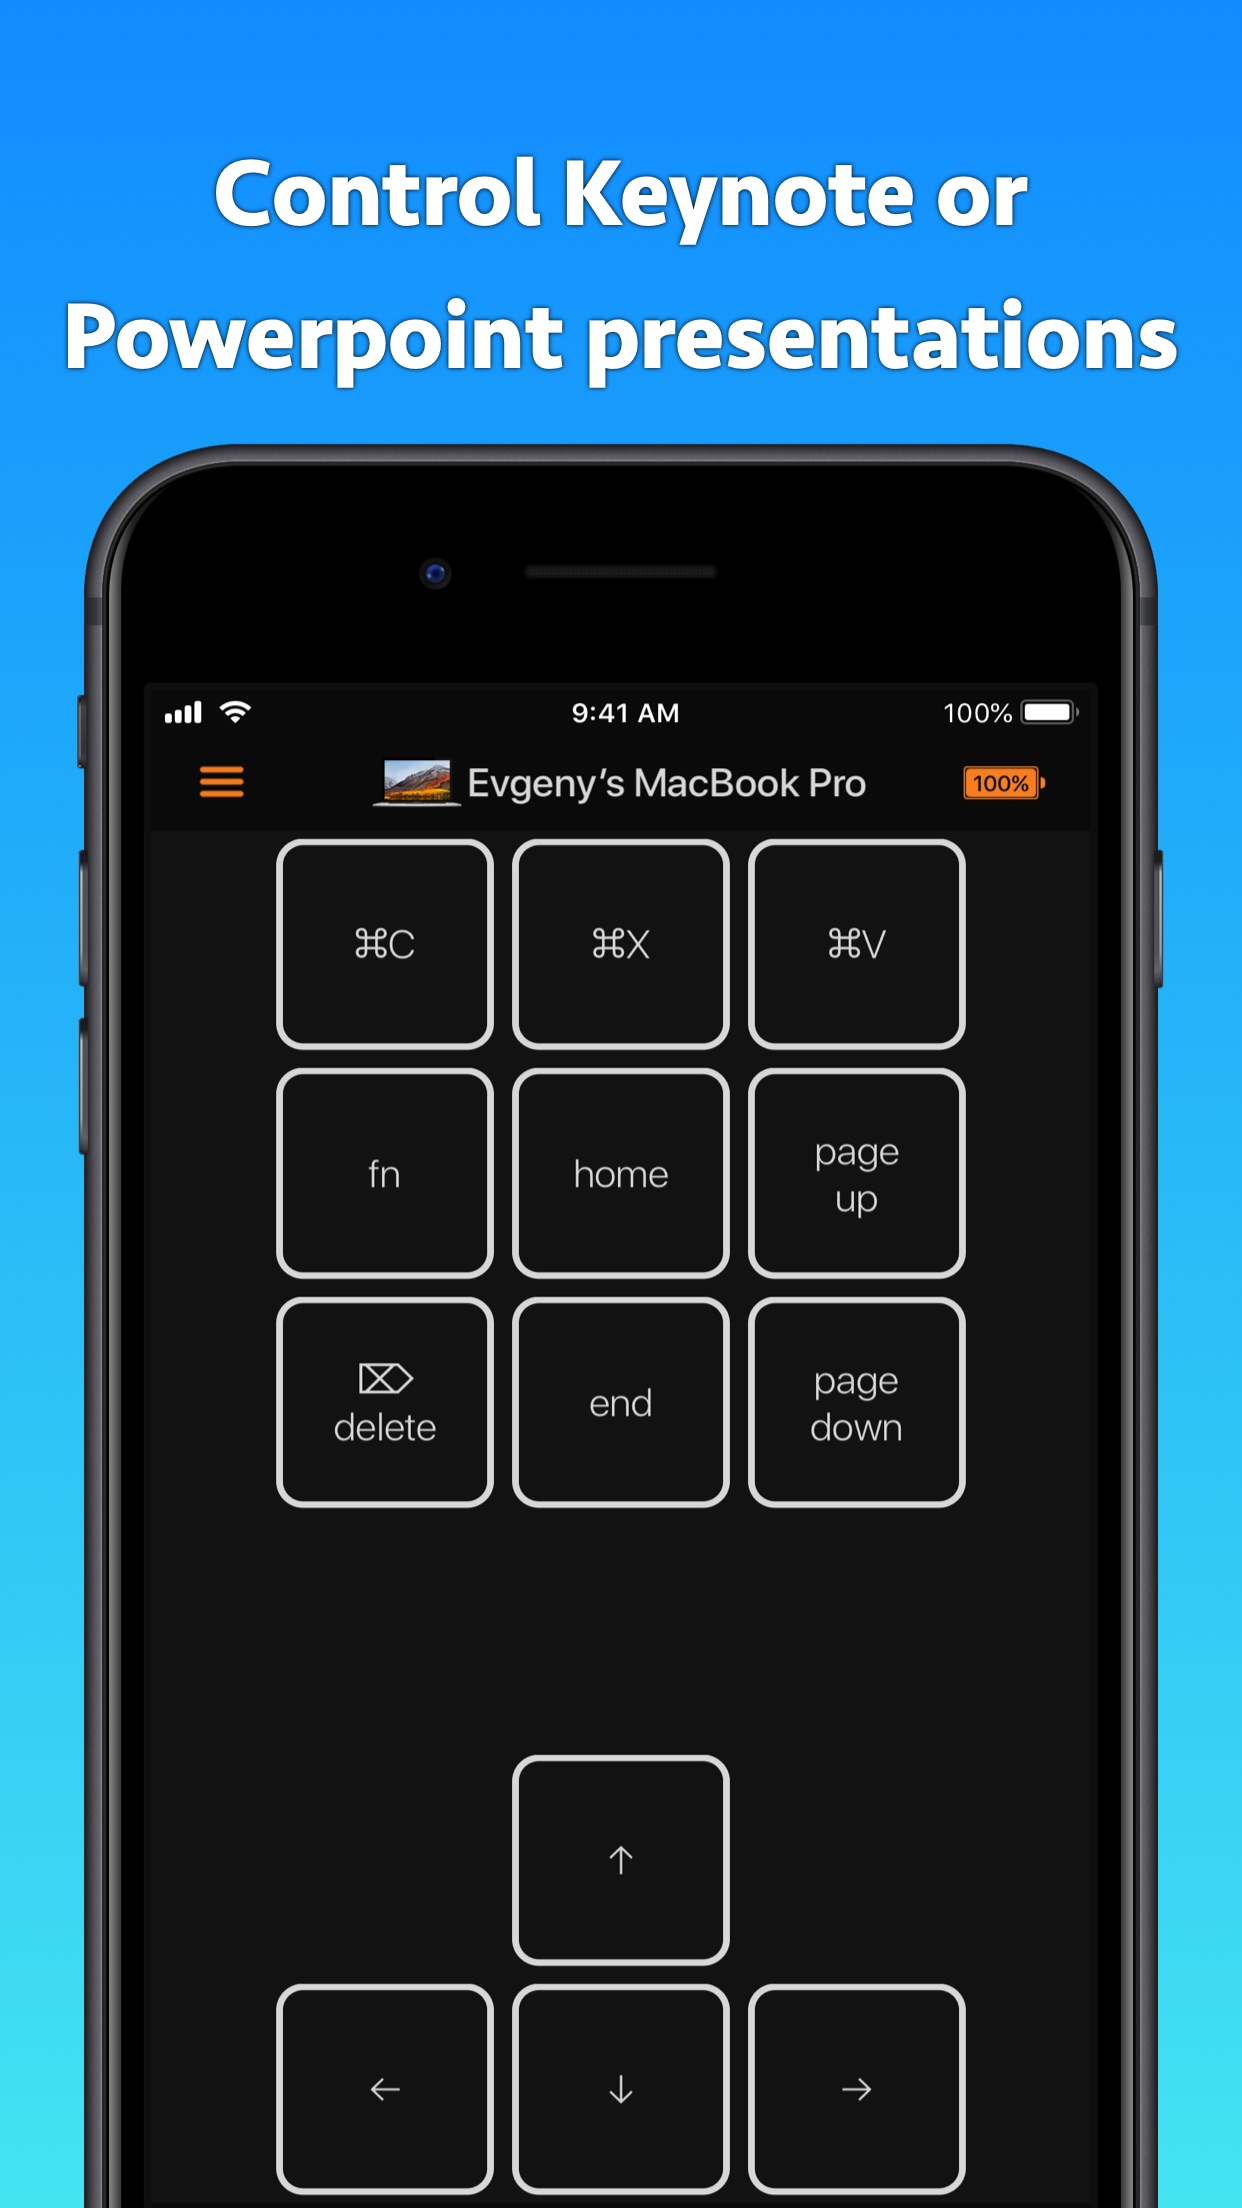 Control Keynote or
Powerpoint presentations
9:41 AM 100%
Evgeny’s MacBook Pro 100%
⌘C ⌘X ⌘V
fn home page
up
⌦
delete end page
down
↑
← ↓ →